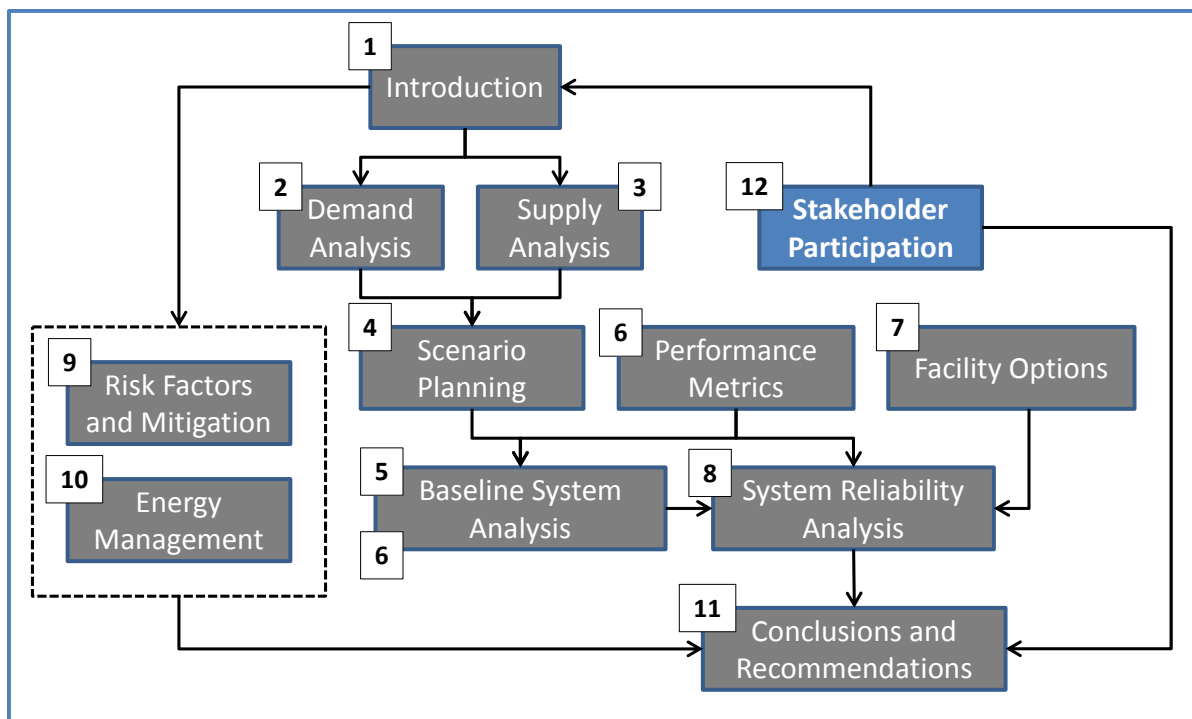 1
Introduction
2
Demand
Analysis
3
Supply
Analysis
12
Stakeholder
Participation
4
Scenario
Planning
6
Performance
Metrics
7
Facility Options
9
Risk Factors
and Mitigation
10
Energy
Management
5
Baseline System
Analysis
6
8
System Reliability
Analysis
11
Conclusions and
Recommendations